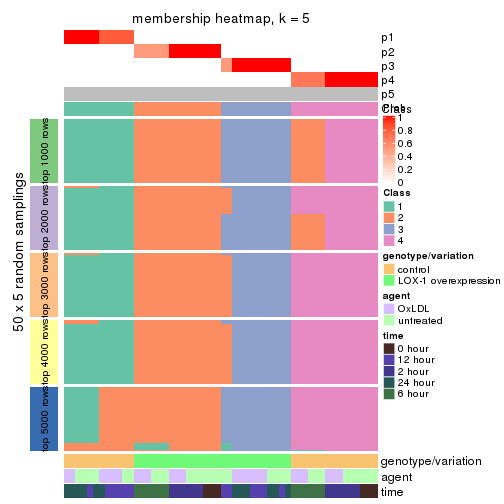 membership heatmap, k = 5
p1
p2
p3
p4
p5
Class
Prob
1
0.8
0.6
0.4
0.2
0
Class
1
2
3
4
genotype/variation
control
LOX-1 overexpression
agent
OxLDL
untreated
time
0 hour
12 hour
2 hour
24 hour
6 hour
50 x 5 random samplings
top 1000 rows
top 2000 rows
top 3000 rows
top 4000 rows
top 5000 rows
genotype/variation
agent
time